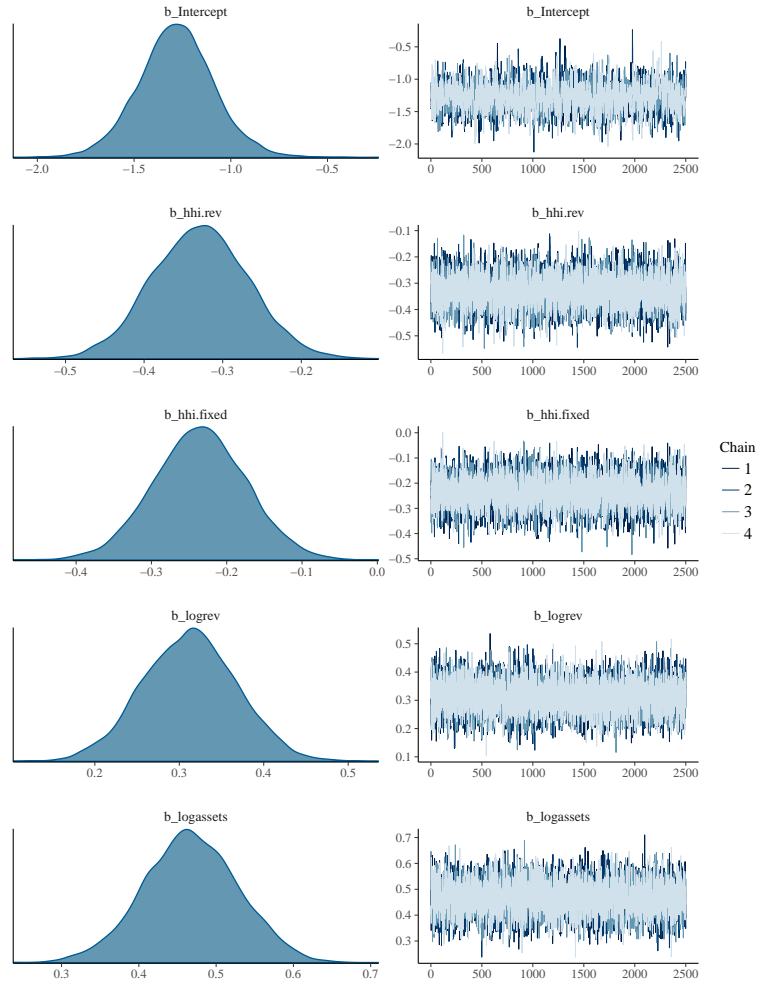 b_Intercept
b_Intercept
−0.5
−1.0
−1.5
−2.0
−2.0 −1.5 −1.0 −0.5
0 500 1000 1500 2000 2500
b_hhi.rev
b_hhi.rev
−0.1
−0.2
−0.3
−0.4
−0.5
−0.5 −0.4 −0.3 −0.2
0 500 1000 1500 2000 2500
b_hhi.fixed
b_hhi.fixed
0.0
−0.1
−0.2
−0.3
−0.4
−0.5
−0.4 −0.3 −0.2 −0.1 0.0
0 500 1000 1500 2000 2500
Chain
1
2
3
4
b_logrev
b_logrev
0.5
0.4
0.3
0.2
0.1
0.2 0.3 0.4 0.5
0 500 1000 1500 2000 2500
b_logassets
b_logassets
0.7
0.6
0.5
0.4
0.3
0.3 0.4 0.5 0.6 0.7
0 500 1000 1500 2000 2500